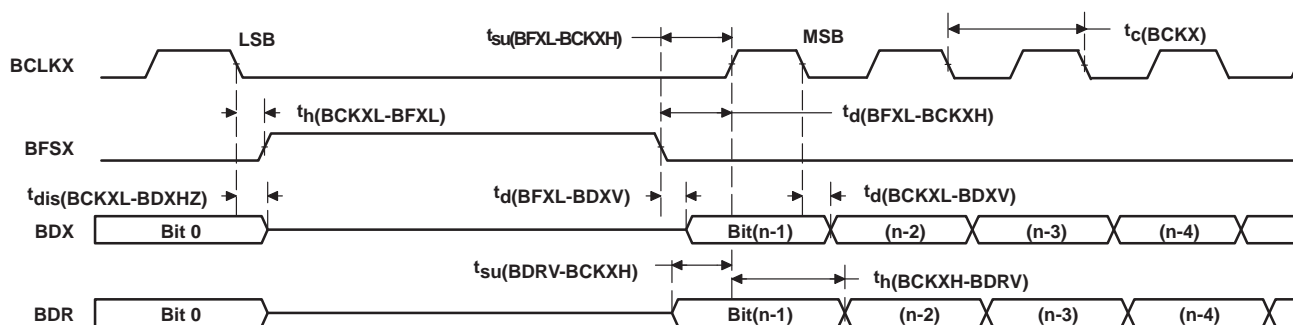 LSB
tsu(BFXL-BCKXH)
MSB
tc(BCKX)
BCLKX
th(BCKXL-BFXL)
td(BFXL-BCKXH)
BFSX
tdis(BCKXL-BDXHZ)
td(BFXL-BDXV)
td(BCKXL-BDXV)
BDX
Bit 0
Bit(n-1)
(n-2)
(n-3)
(n-4)
tsu(BDRV-BCKXH)
th(BCKXH-BDRV)
BDR
Bit 0
Bit(n-1)
(n-2)
(n-3)
(n-4)